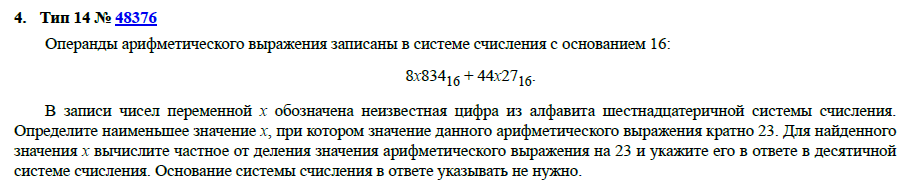 4. Тип 14 № 48376
Операнды арифметического выражения записаны в системе счисления с основанием 16:
8x834₁₆ + 44x27₁₆.
В записи чисел переменной x обозначена неизвестная цифра из алфавита шестнадцатеричной системы счисления.
Определите наименьшее значение x, при котором значение данного арифметического выражения кратно 23. Для найденного
значения x вычислите частное от деления значения арифметического выражения на 23 и укажите его в ответе в десятичной
системе счисления. Основание системы счисления в ответе указывать не нужно.